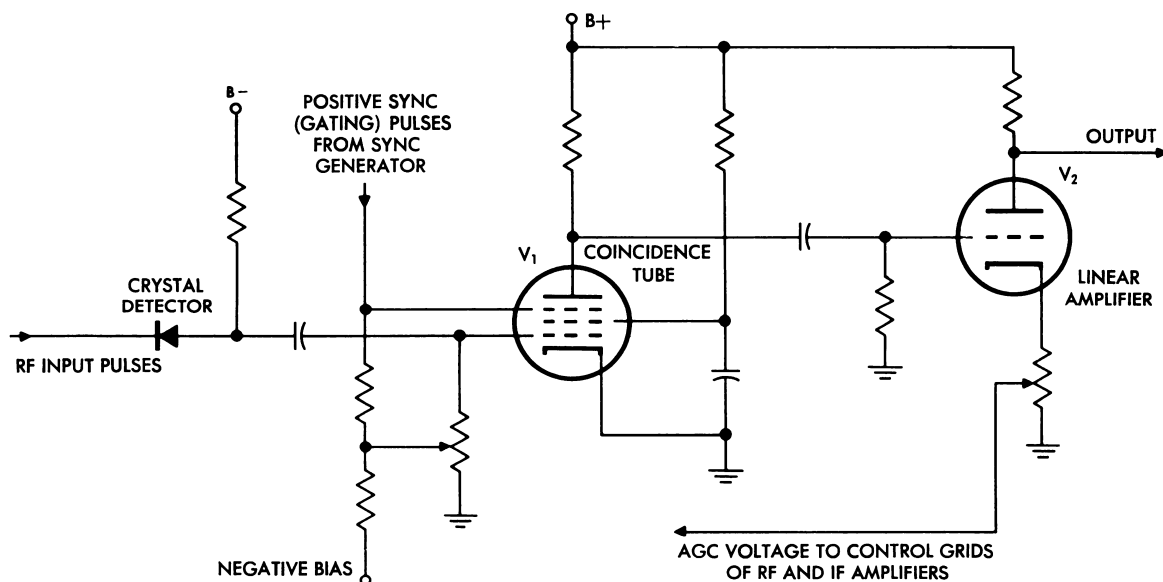 B+
B-
POSITIVE SYNC
(GATING) PULSES
FROM SYNC
GENERATOR
OUTPUT
V₂
V₁
COINCIDENCE
TUBE
CRYSTAL
DETECTOR
LINEAR
AMPLIFIER
RF INPUT PULSES
AGC VOLTAGE TO CONTROL GRIDS
OF RF AND IF AMPLIFIERS
NEGATIVE BIAS